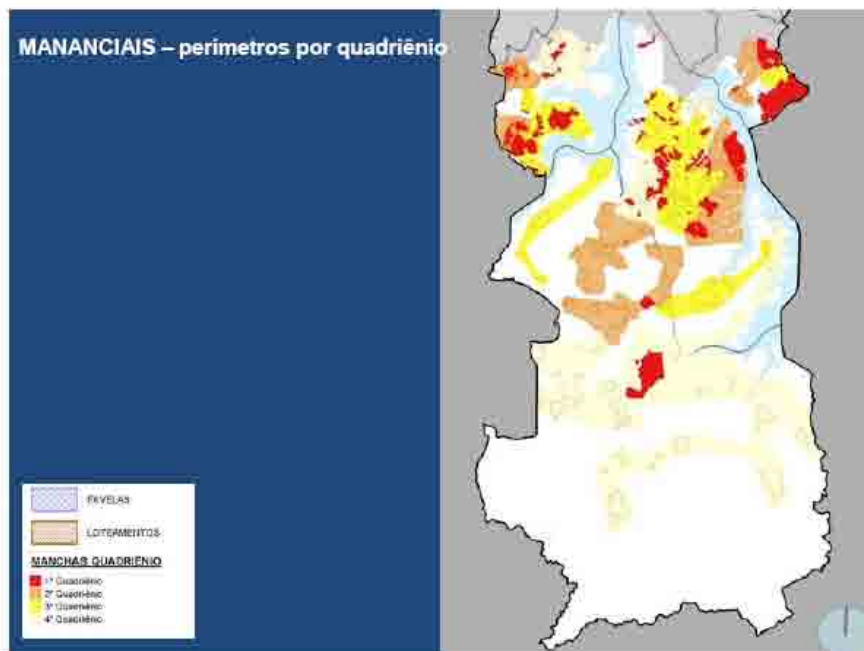 MANANCIAIS – perímetros por quadriênio
FAVELAS
LOTEAMENTOS
MANCHAS QUADRIÊNIO
1º Quadriênio
2º Quadriênio
3º Quadriênio
4º Quadriênio